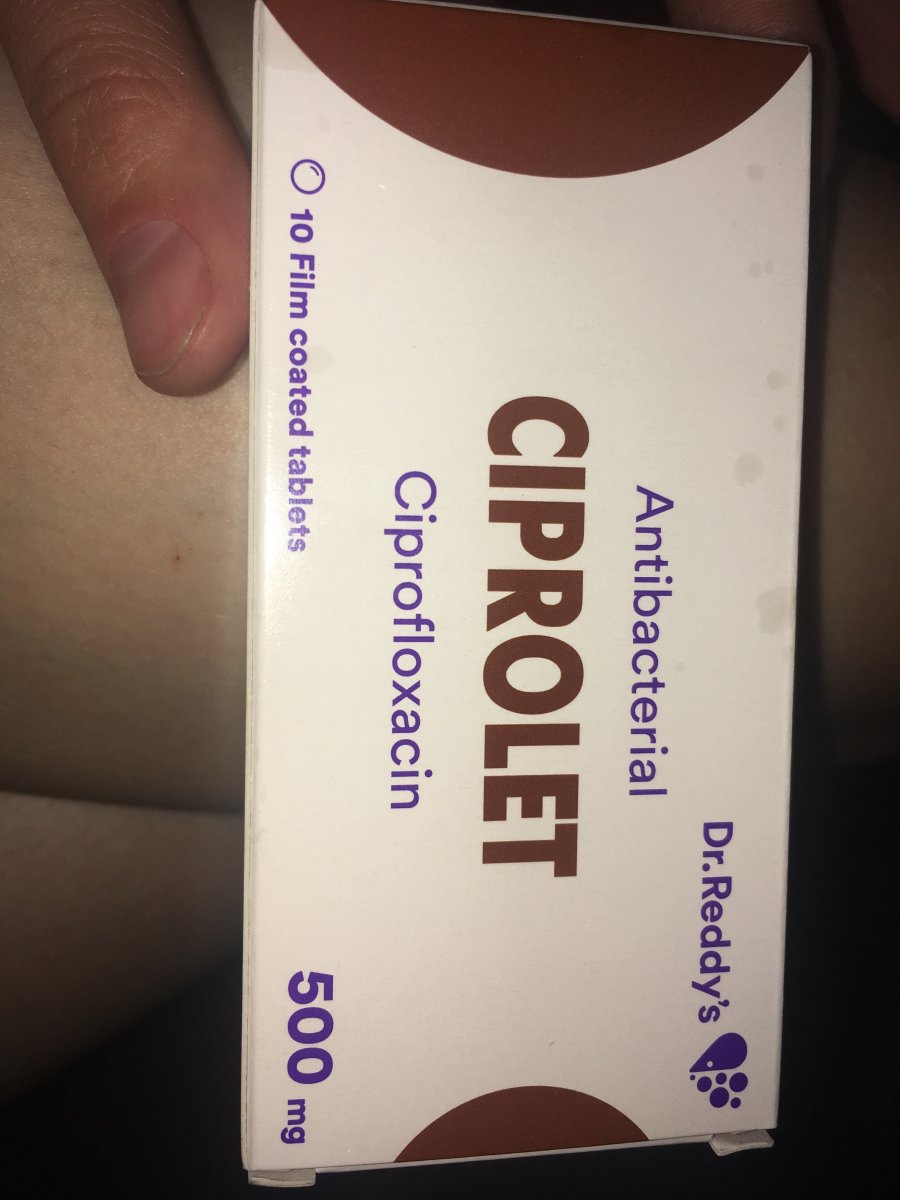 Dr.Reddy's
Antibacterial
CIPROLET
Ciprofloxacin
10 Film coated tablets
500 mg